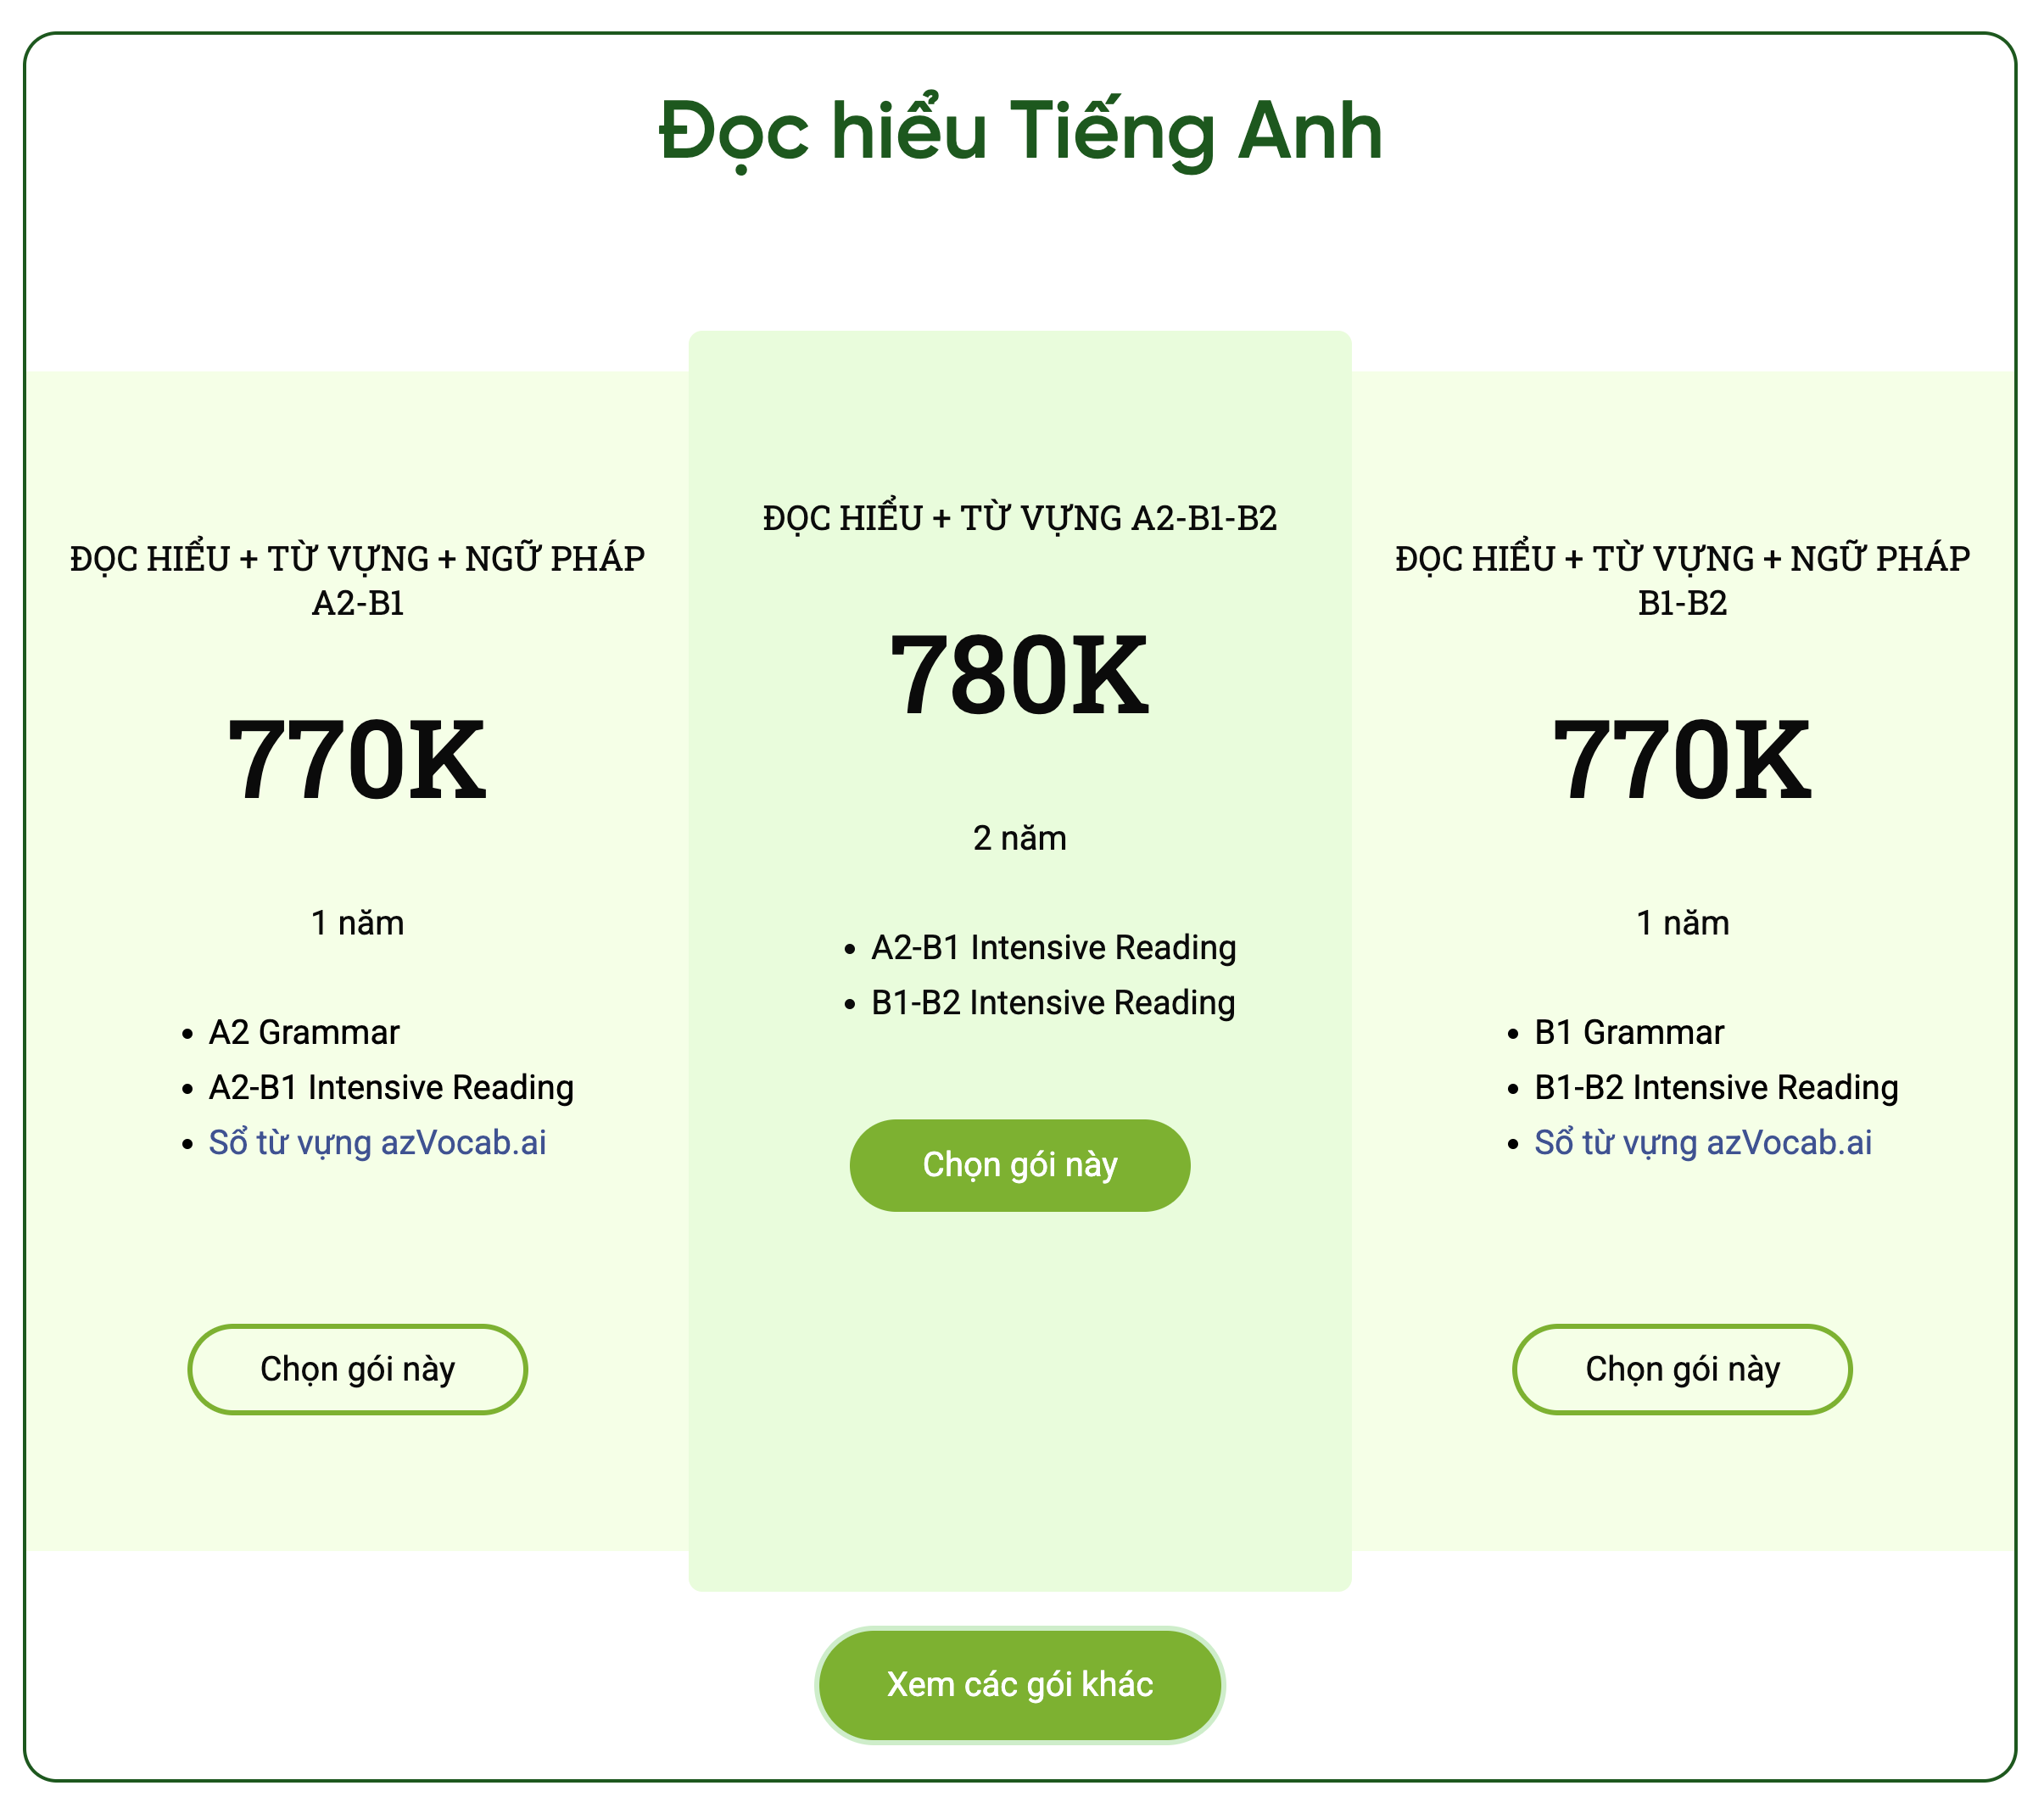 Đọc hiểu Tiếng Anh
ĐỌC HIỂU + TỪ VỰNG + NGỮ PHÁP
A2-B1
770K
1 năm
A2 Grammar
A2-B1 Intensive Reading
Sổ từ vựng azVocab.ai
Chọn gói này
ĐỌC HIỂU + TỪ VỰNG A2-B1-B2
780K
2 năm
A2-B1 Intensive Reading
B1-B2 Intensive Reading
Chọn gói này
ĐỌC HIỂU + TỪ VỰNG + NGỮ PHÁP
B1-B2
770K
1 năm
B1 Grammar
B1-B2 Intensive Reading
Sổ từ vựng azVocab.ai
Chọn gói này
Xem các gói khác